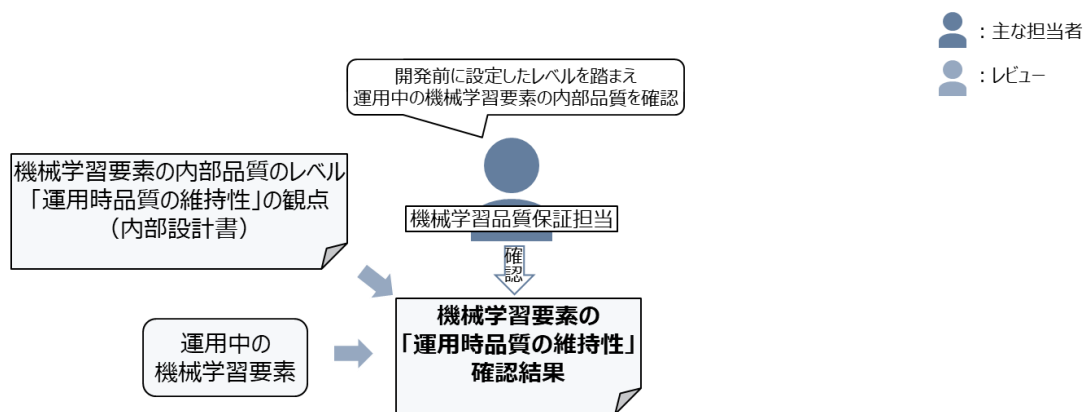 ：主な担当者
：レビュー
開発前に設定したレベルを踏まえ
運用中の機械学習要素の内部品質を確認
機械学習要素の内部品質のレベル
「運用時品質の維持性」の観点
（内部設計書）
機械学習品質保証担当
確
認
機械学習要素の
「運用時品質の維持性」
確認結果
運用中の
機械学習要素